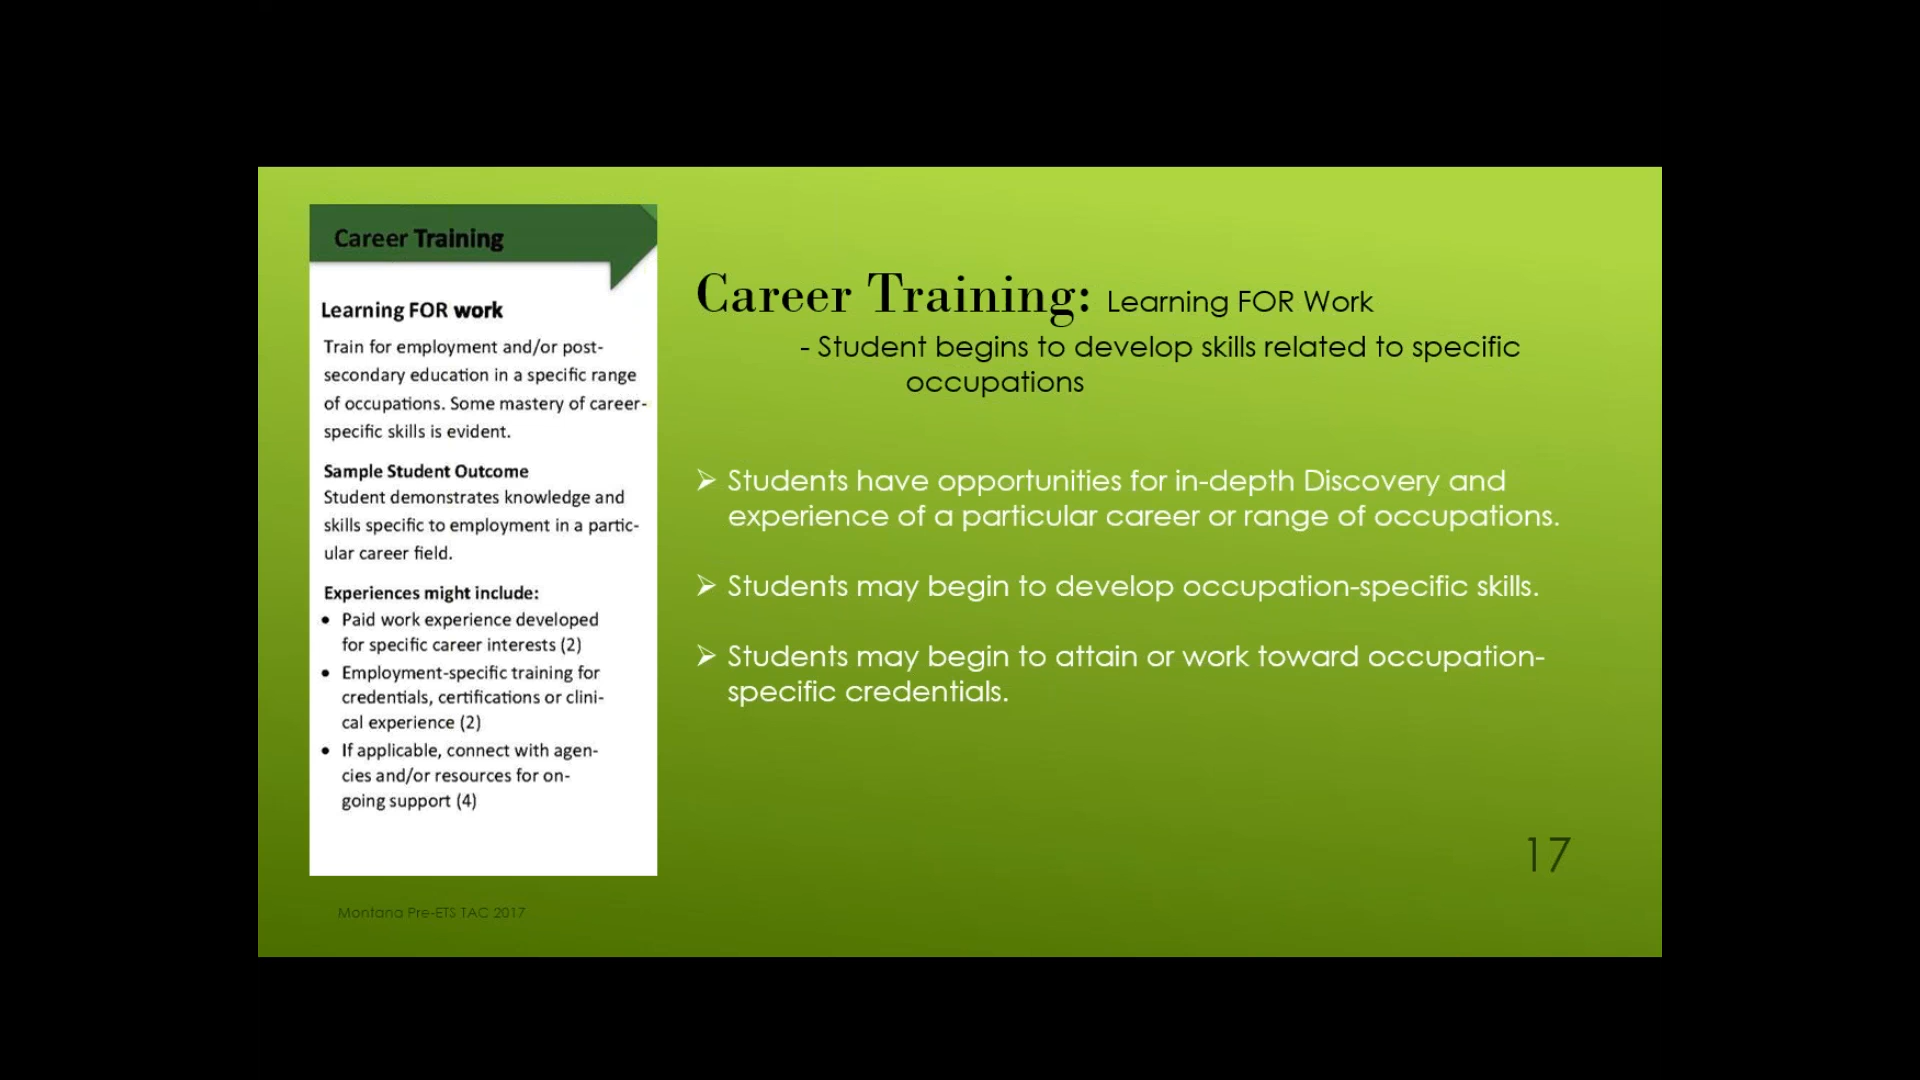 Career Training
Learning FOR work
Train for employment and/or post-
secondary education in a specific range
of occupations. Some mastery of career-
specific skills is evident.
Sample Student Outcome
Student demonstrates knowledge and
skills specific to employment in a partic-
ular career field.
Experiences might include:
• Paid work experience developed
for specific career interests (2)
• Employment-specific training for
credentials, certifications or clini-
cal experience (2)
• If applicable, connect with agen-
cies and/or resources for on-
going support (4)
Career Training: Learning FOR Work
- Student begins to develop skills related to specific
occupations
➢ Students have opportunities for in-depth Discovery and
experience of a particular career or range of occupations.
➢ Students may begin to develop occupation-specific skills.
➢ Students may begin to attain or work toward occupation-
specific credentials.
17
Montana Pre-ETS TAC 2017